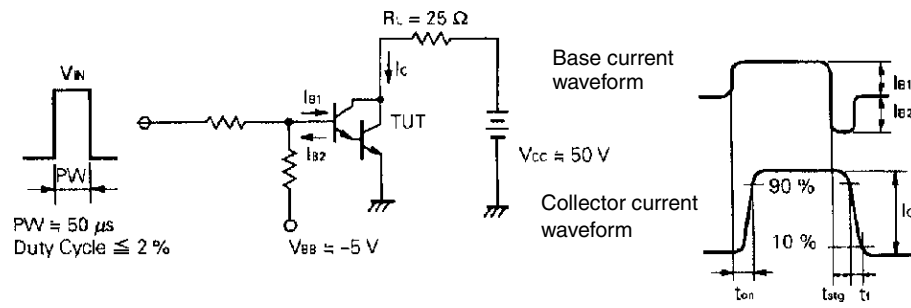 RL = 25 Ω
VIN
IC
IB1
TUT
IB2
PW
VCC ≒ 50 V
PW ≒ 50 μs
Duty Cycle ≦ 2 %
VBB ≒ −5 V
Base current
waveform
IB1
IB2
90 %
Collector current
waveform
IC
10 %
ton
tstg
tf